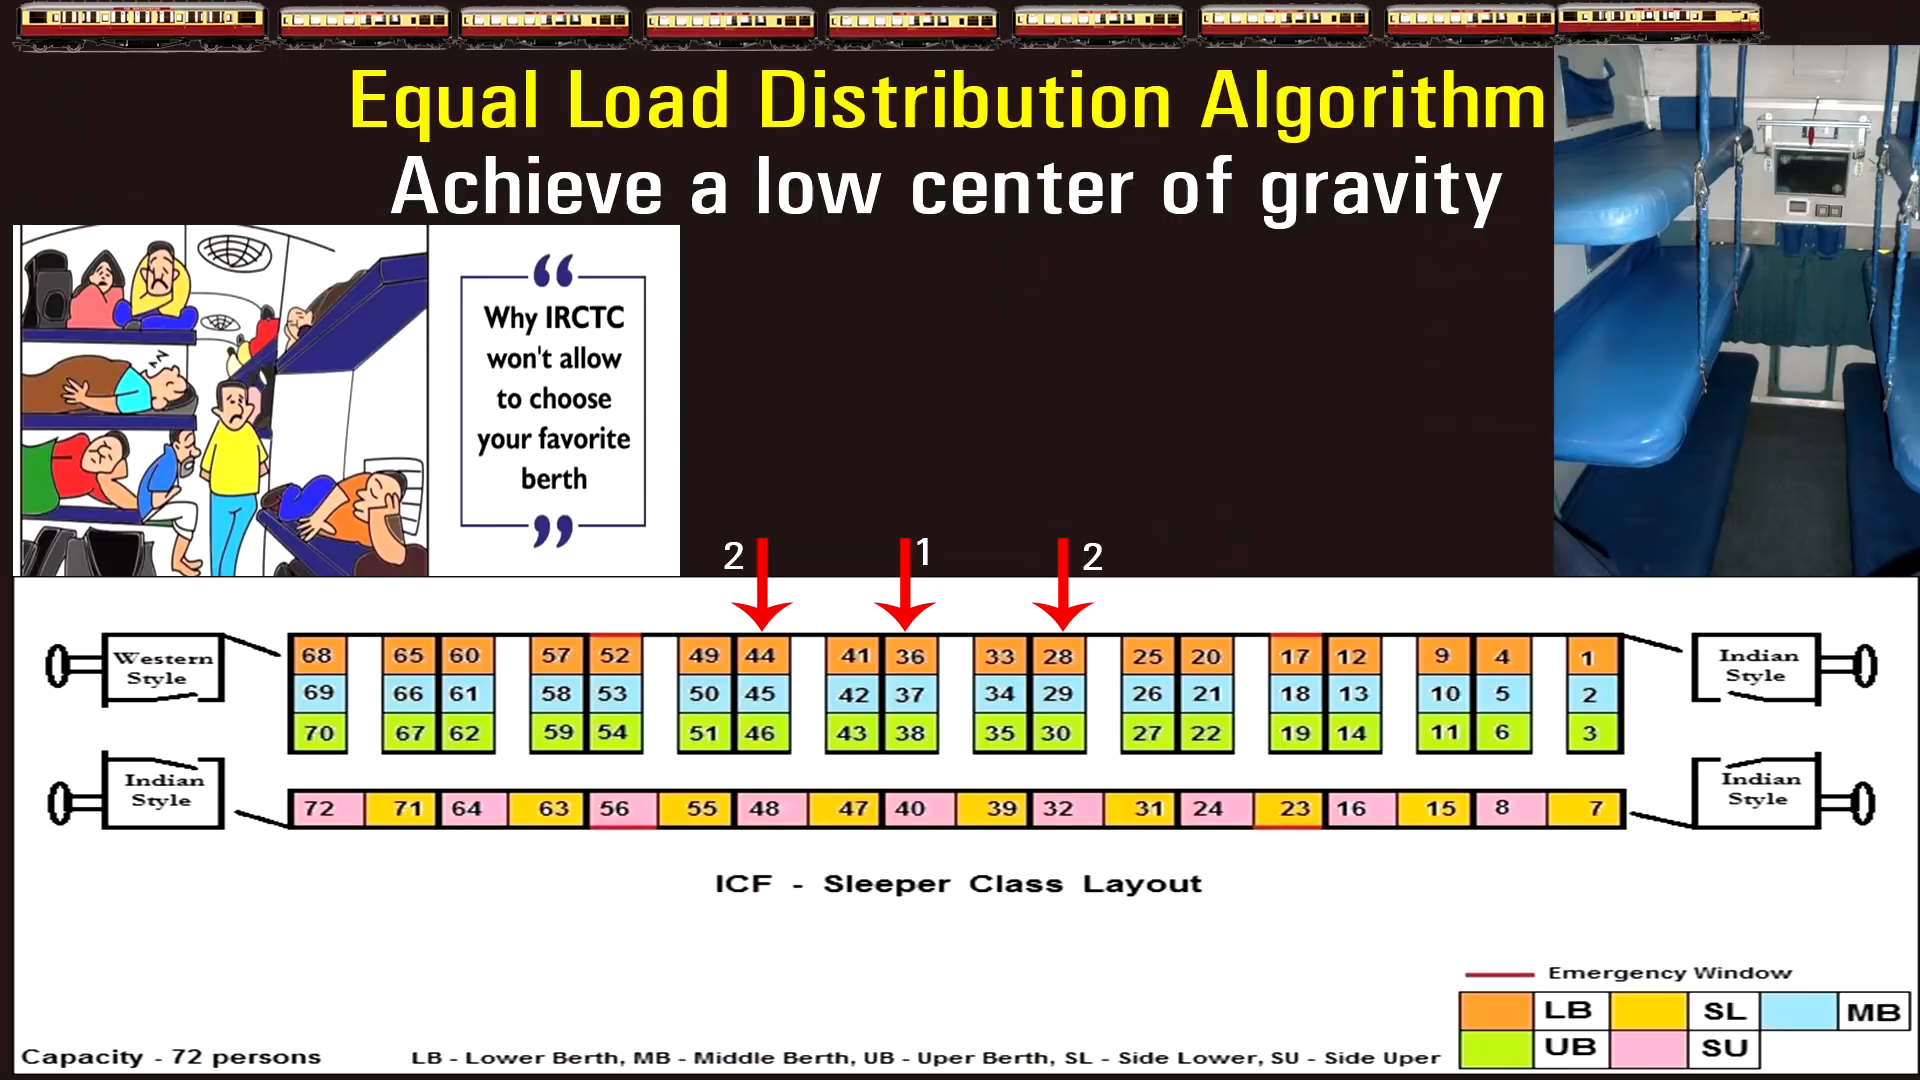 Equal Load Distribution Algorithm
Achieve a low center of gravity
“
Why IRCTC
won't allow
to choose
your favorite
berth
”
zz
2 1 2
Western
Style
68 65 60 57 52 49 44 41 36 33 28 25 20 17 12 9 4 1
69 66 61 58 53 50 45 42 37 34 29 26 21 18 13 10 5 2
70 67 62 59 54 51 46 43 38 35 30 27 22 19 14 11 6 3
Indian
Style
Indian
Style
72 71 64 63 56 55 48 47 40 39 32 31 24 23 16 15 8 7
Indian
Style
ICF - Sleeper Class Layout
Emergency Window
LB SL MB
UB SU
Capacity - 72 persons
LB - Lower Berth, MB - Middle Berth, UB - Uper Berth, SL - Side Lower, SU - Side Uper